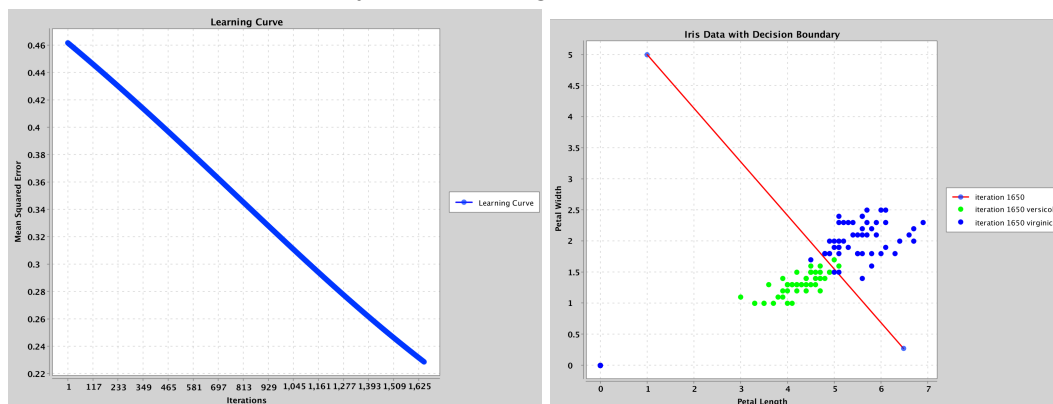 Learning Curve
0.46
0.44
0.42
0.4
0.38
0.36
0.34
0.32
0.3
0.28
0.26
0.24
0.22
Mean Squared Error
1 117 233 349 465 581 697 813 929 1,045 1,161 1,277 1,393 1,509 1,625
Iterations
Learning Curve
Iris Data with Decision Boundary
5
4.5
4
3.5
3
2.5
2
1.5
1
0.5
0
Petal Width
0 1 2 3 4 5 6 7
Petal Length
iteration 1650
iteration 1650 versicol
iteration 1650 virginic